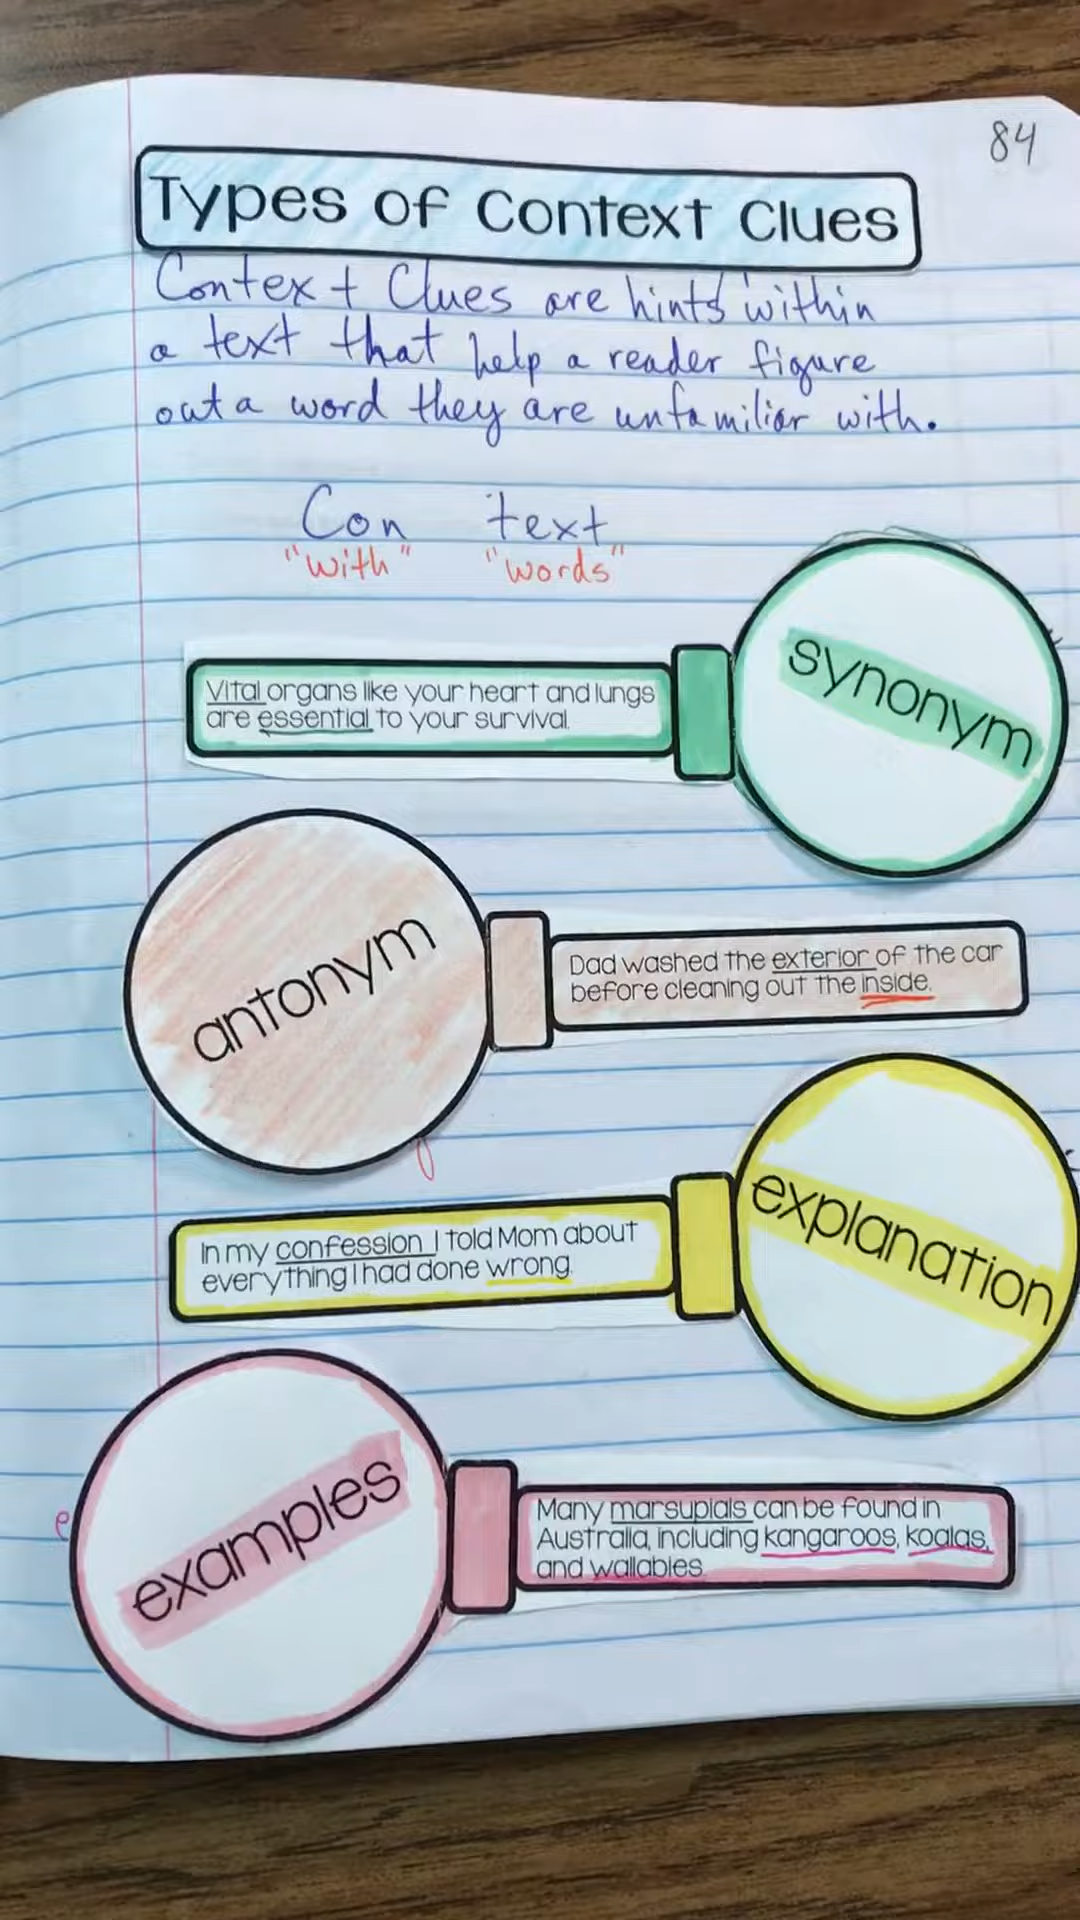 84
Types of Context Clues
Context Clues are hints within
a text that help a reader figure
out a word they are unfamiliar with.
Con text
"with" "words"
synonym
Vital organs like your heart and lungs
are essential to your survival.
antonym
Dad washed the exterior of the car
before cleaning out the inside.
explanation
In my confession I told Mom about
everything I had done wrong.
examples
Many marsupials can be found in
Australia, including kangaroos, koalas,
and wallabies.
e